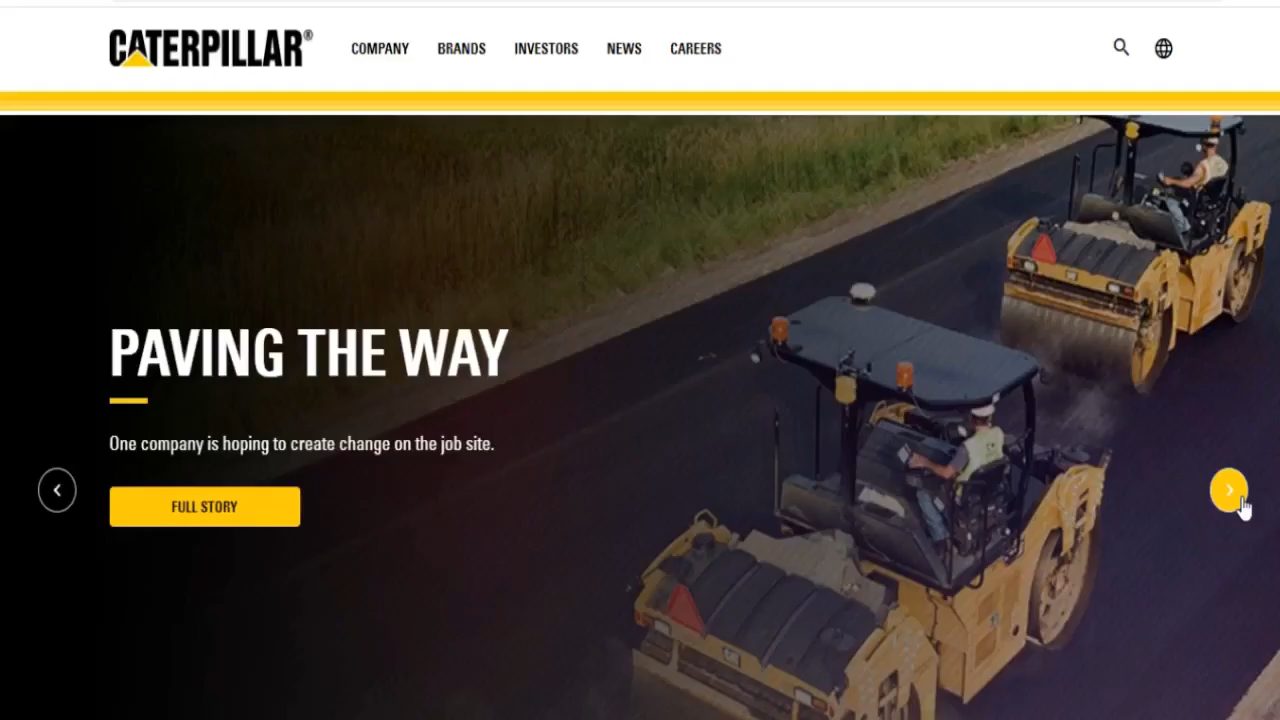 CATERPILLAR®
COMPANY BRANDS INVESTORS NEWS CAREERS
PAVING THE WAY
One company is hoping to create change on the job site.
FULL STORY